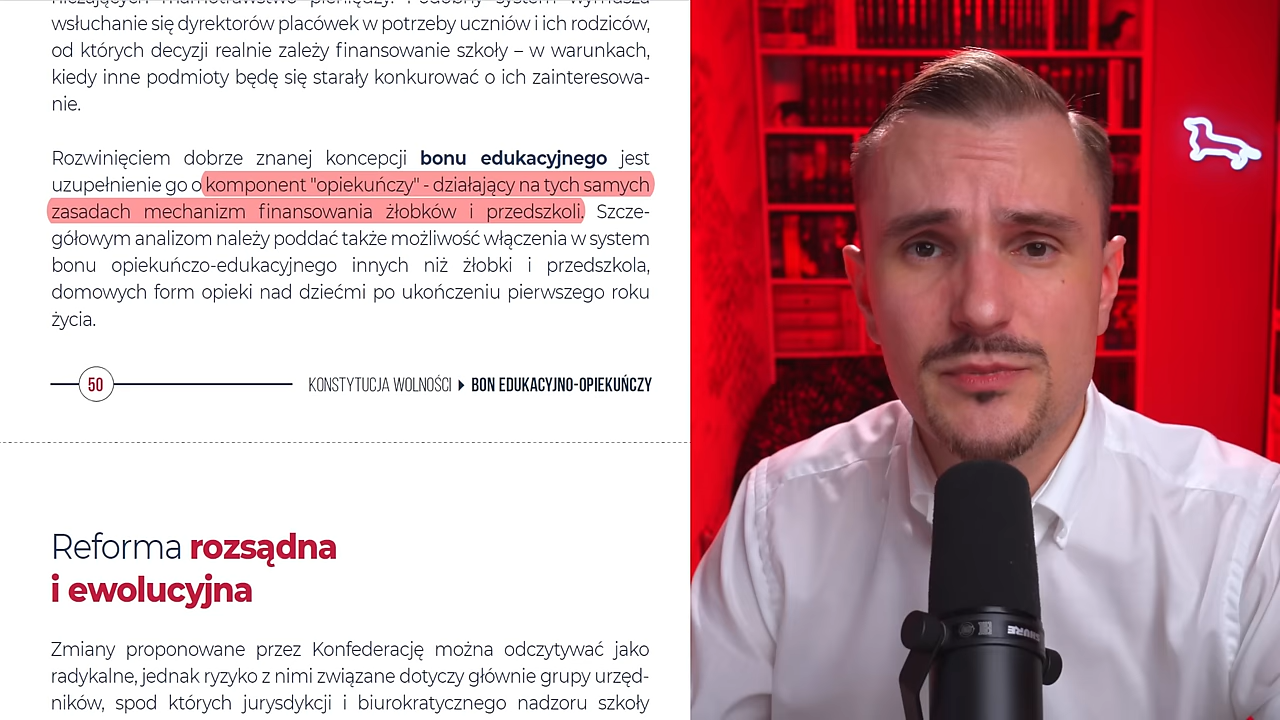 wsłuchanie się dyrektorów placówek w potrzeby uczniów i ich rodziców,
od których decyzji realnie zależy finansowanie szkoły – w warunkach,
kiedy inne podmioty będę się starały konkurować o ich zainteresowa-
nie.
Rozwinięciem dobrze znanej koncepcji bonu edukacyjnego jest
uzupełnienie go o komponent "opiekuńczy" - działający na tych samych
zasadach mechanizm finansowania żłobków i przedszkoli. Szcze-
gółowym analizom należy poddać także możliwość włączenia w system
bonu opiekuńczo-edukacyjnego innych niż żłobki i przedszkola,
domowych form opieki nad dziećmi po ukończeniu pierwszego roku
życia.
50 KONSTYTUCJA WOLNOŚCI BON EDUKACYJNO-OPIEKUŃCZY
Reforma rozsądna
i ewolucyjna
Zmiany proponowane przez Konfederację można odczytywać jako
radykalne, jednak ryzyko z nimi związane dotyczy głównie grupy urzęd-
ników, spod których jurysdykcji i biurokratycznego nadzoru szkoły
SHURE